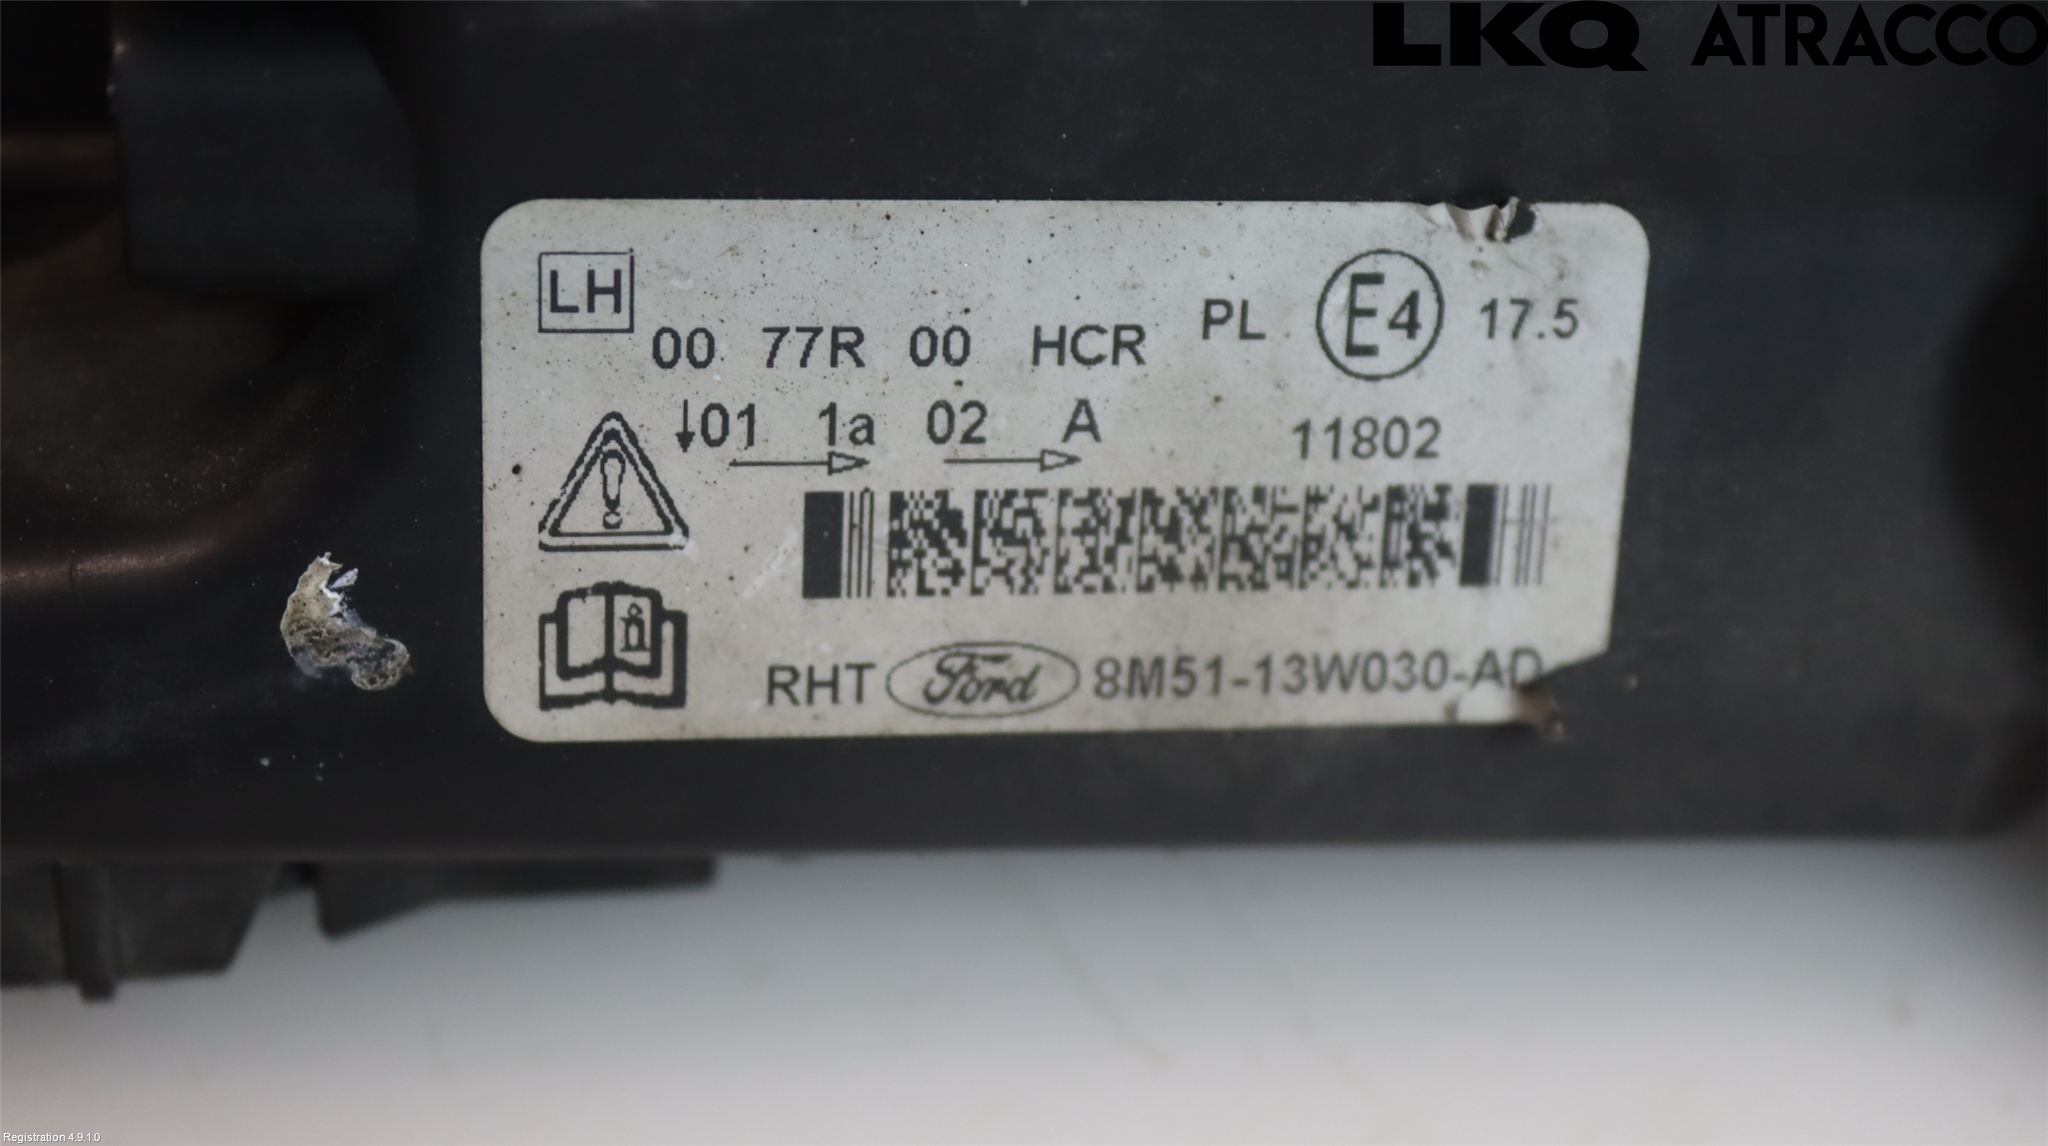 LKQ ATRACCO
LH
00 77R 00 HCR PL E4 17.5
↓01 1a 02 A 11802
RHT Ford 8M51-13W030-AD
Registration 4.9.1.0